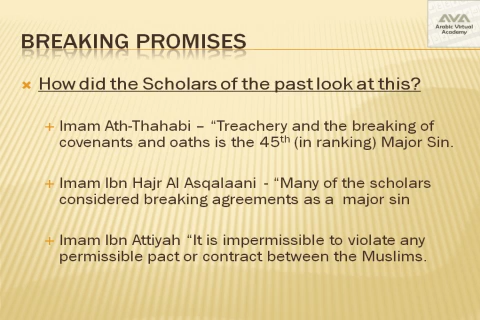 AVA
Arabic Virtual
Academy
BREAKING PROMISES
How did the Scholars of the past look at this?
Imam Ath-Thahabi – “Treachery and the breaking of
covenants and oaths is the 45th (in ranking) Major Sin.
Imam Ibn Hajr Al Asqalaani - “Many of the scholars
considered breaking agreements as a major sin
Imam Ibn Attiyah “It is impermissible to violate any
permissible pact or contract between the Muslims.